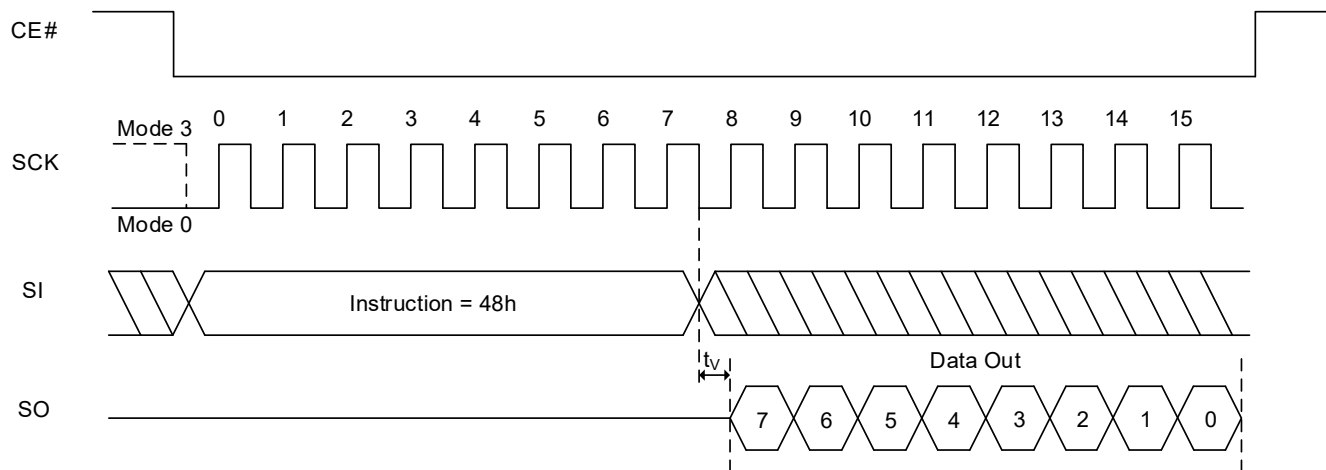 CE#
Mode 3
0 1 2 3 4 5 6 7 8 9 10 11 12 13 14 15
SCK
Mode 0
SI
Instruction = 48h
tV
Data Out
SO
7 6 5 4 3 2 1 0